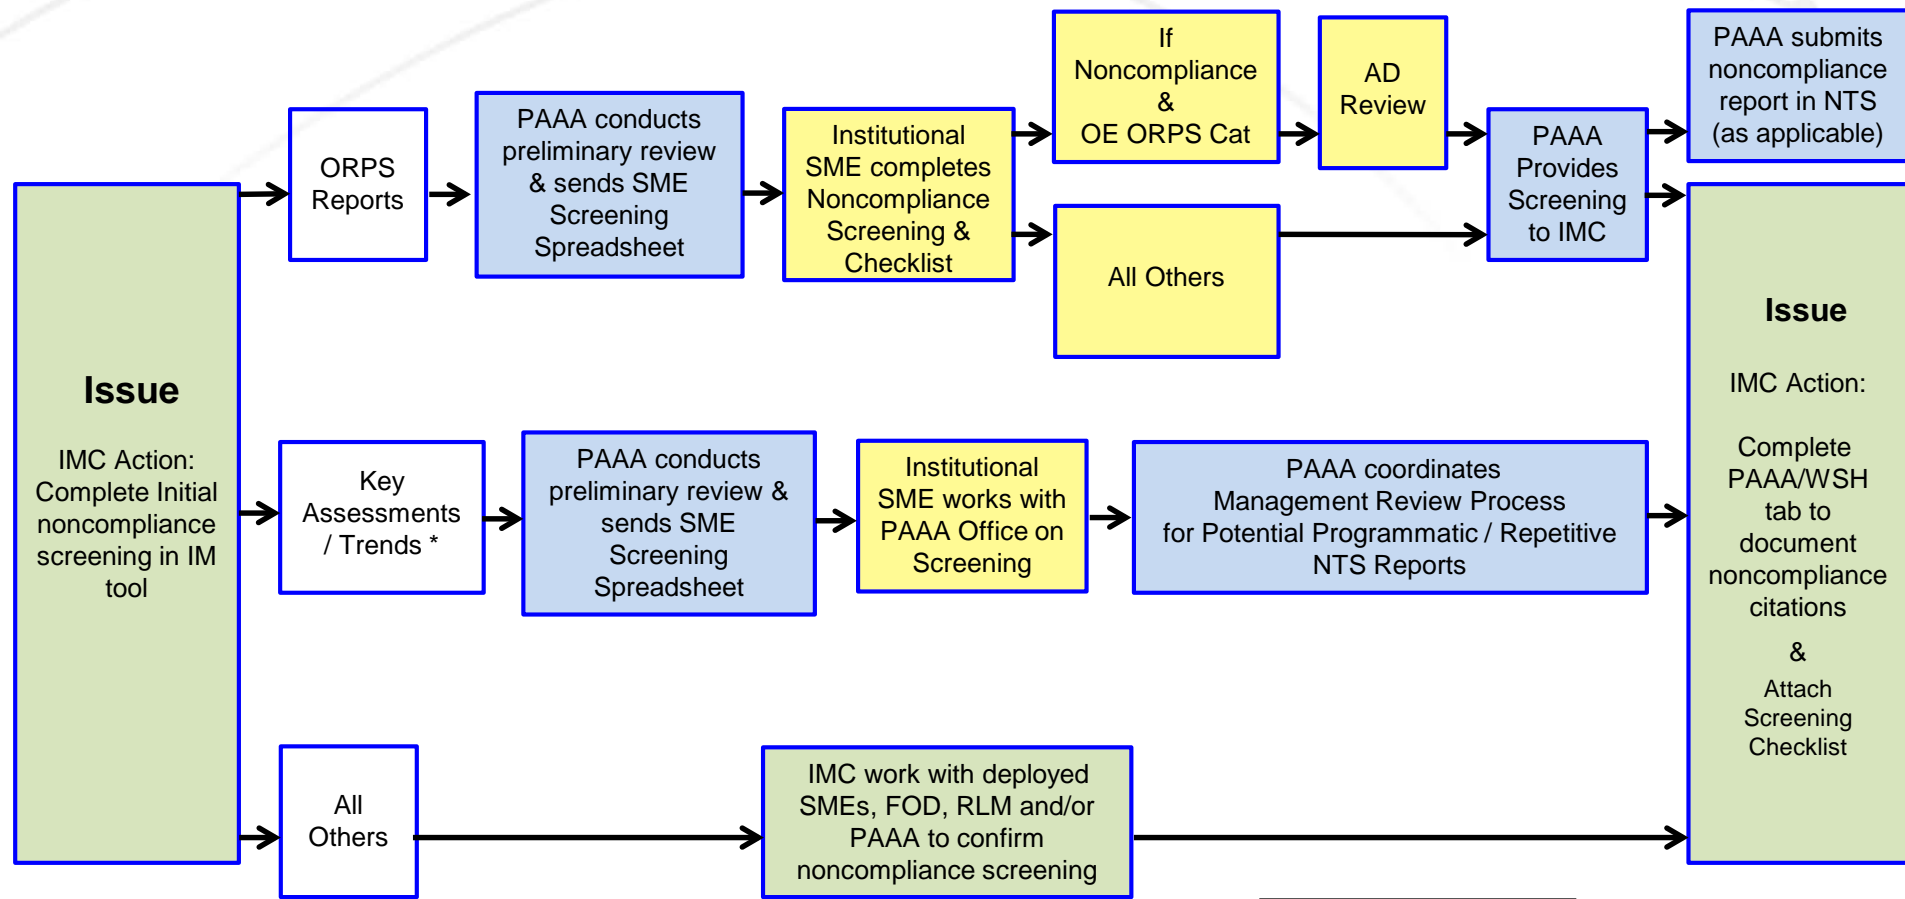 Issue
IMC Action:
Complete Initial
noncompliance
screening in IM
tool
ORPS
Reports
PAAA conducts
preliminary review
& sends SME
Screening
Spreadsheet
Institutional
SME completes
Noncompliance
Screening &
Checklist
If
Noncompliance
&
OE ORPS Cat
AD
Review
All Others
PAAA
Provides
Screening
to IMC
PAAA submits
noncompliance
report in NTS
(as applicable)
Key
Assessments
/ Trends *
PAAA conducts
preliminary review &
sends SME
Screening
Spreadsheet
Institutional
SME works with
PAAA Office on
Screening
PAAA coordinates
Management Review Process
for Potential Programmatic / Repetitive
NTS Reports
All
Others
IMC work with deployed
SMEs, FOD, RLM and/or
PAAA to confirm
noncompliance screening
Issue
IMC Action:
Complete
PAAA/WSH
tab to
document
noncompliance
citations
&
Attach
Screening
Checklist